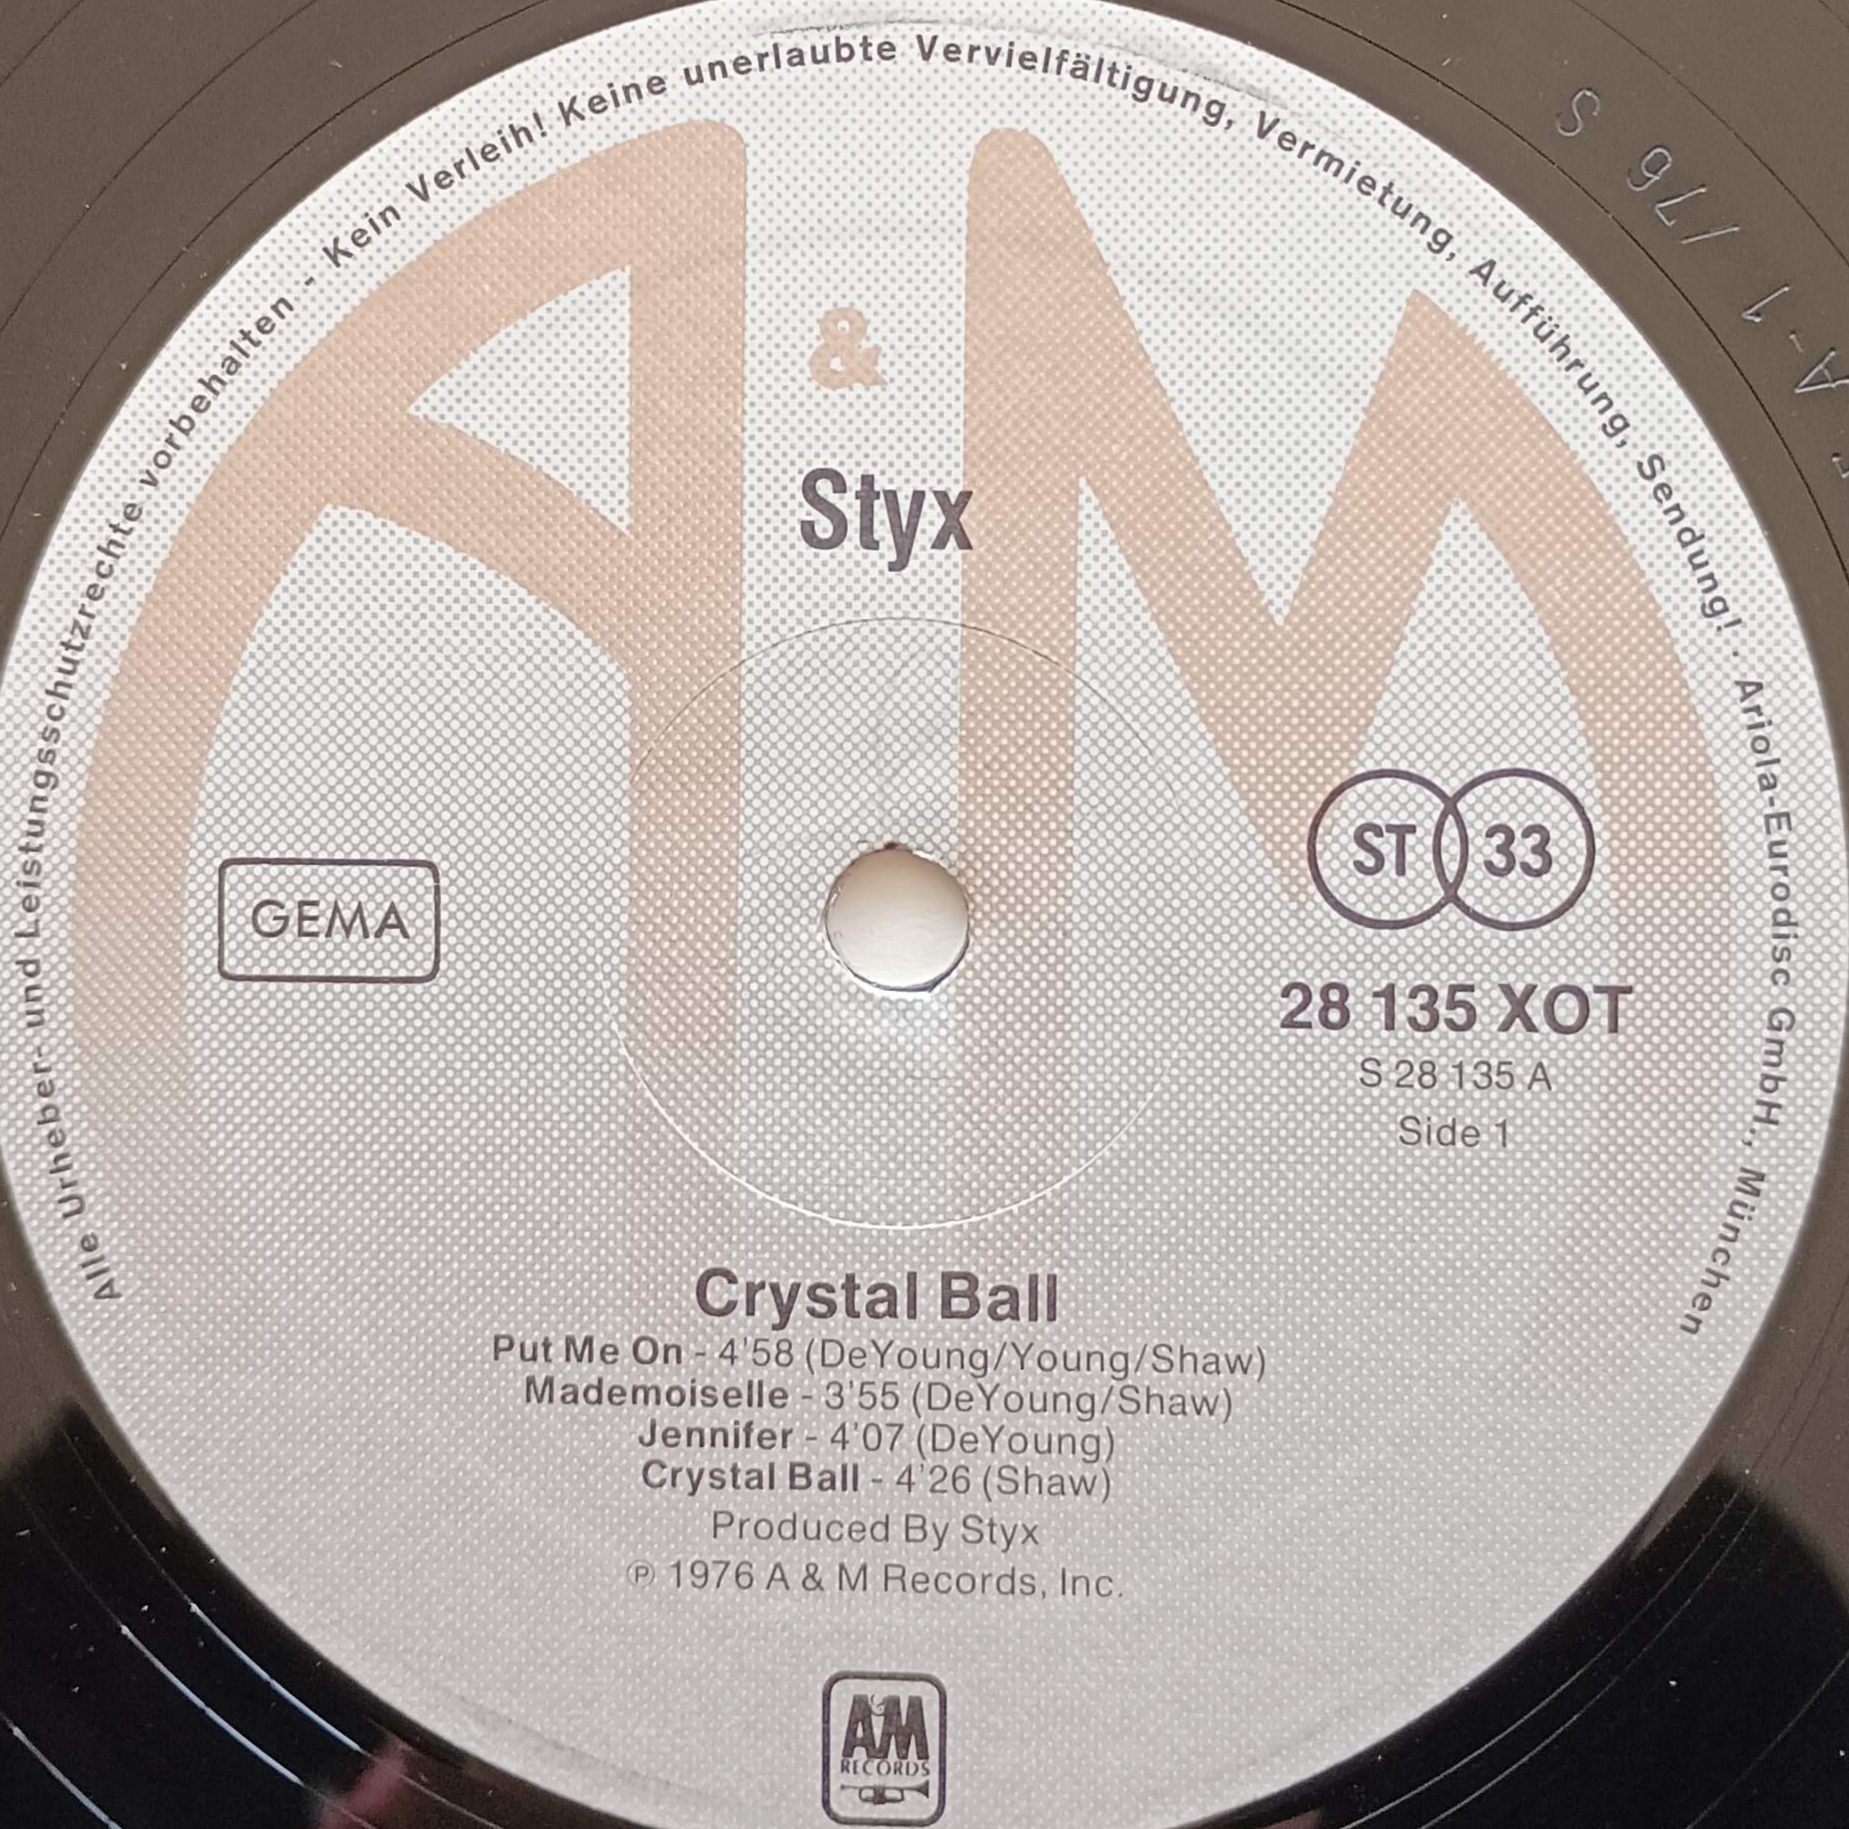 Alle Urheber- und Leistungsschutzrechte vorbehalten - Kein Verleih! Keine unerlaubte Vervielfältigung, Vermietung, Aufführung, Sendung! · Ariola-Eurodisc GmbH., München
A & M
Styx
GEMA
ST 33
28 135 XOT
S 28 135 A
Side 1
Crystal Ball
Put Me On - 4'58 (DeYoung/Young/Shaw)
Mademoiselle - 3'55 (DeYoung/Shaw)
Jennifer - 4'07 (DeYoung)
Crystal Ball - 4'26 (Shaw)
Produced By Styx
℗ 1976 A & M Records, Inc.
A&M
RECORDS
A-1 /76 S